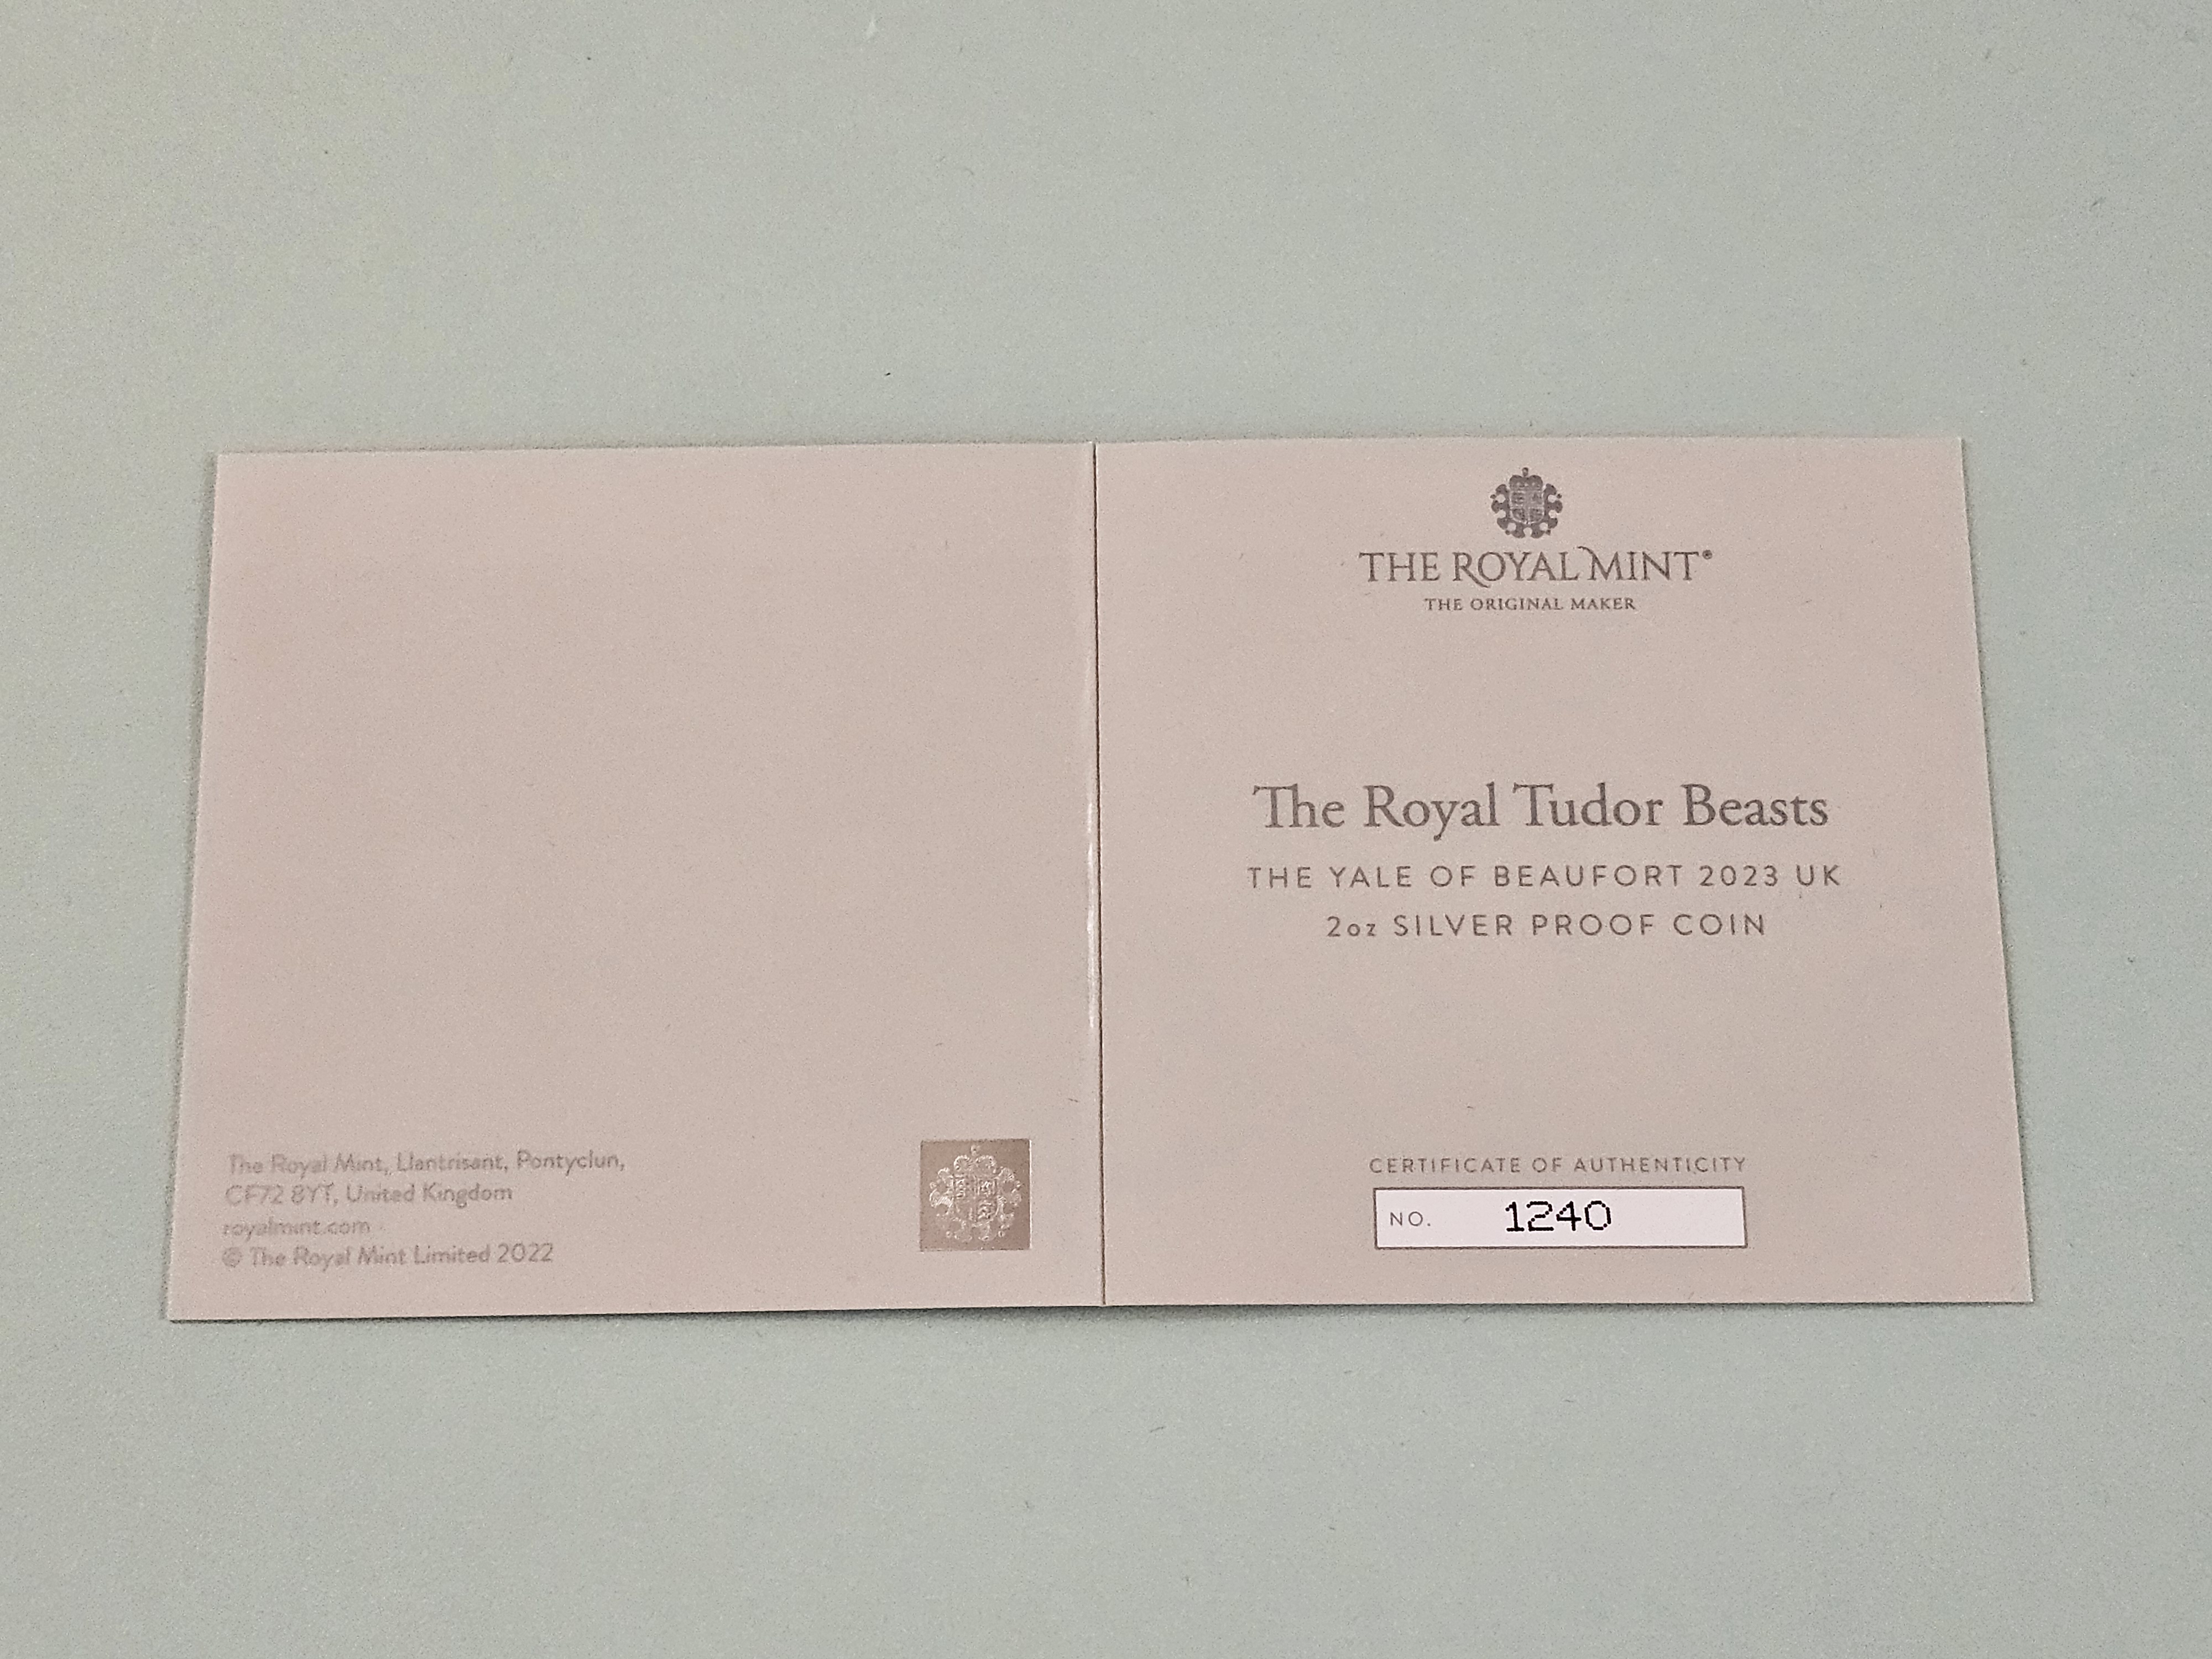 The Royal Mint, Llantrisant, Pontyclun,
CF72 8YT, United Kingdom
royalmint.com
© The Royal Mint Limited 2022
THE ROYAL MINT®
THE ORIGINAL MAKER
The Royal Tudor Beasts
THE YALE OF BEAUFORT 2023 UK
2oz SILVER PROOF COIN
CERTIFICATE OF AUTHENTICITY
NO. 1240